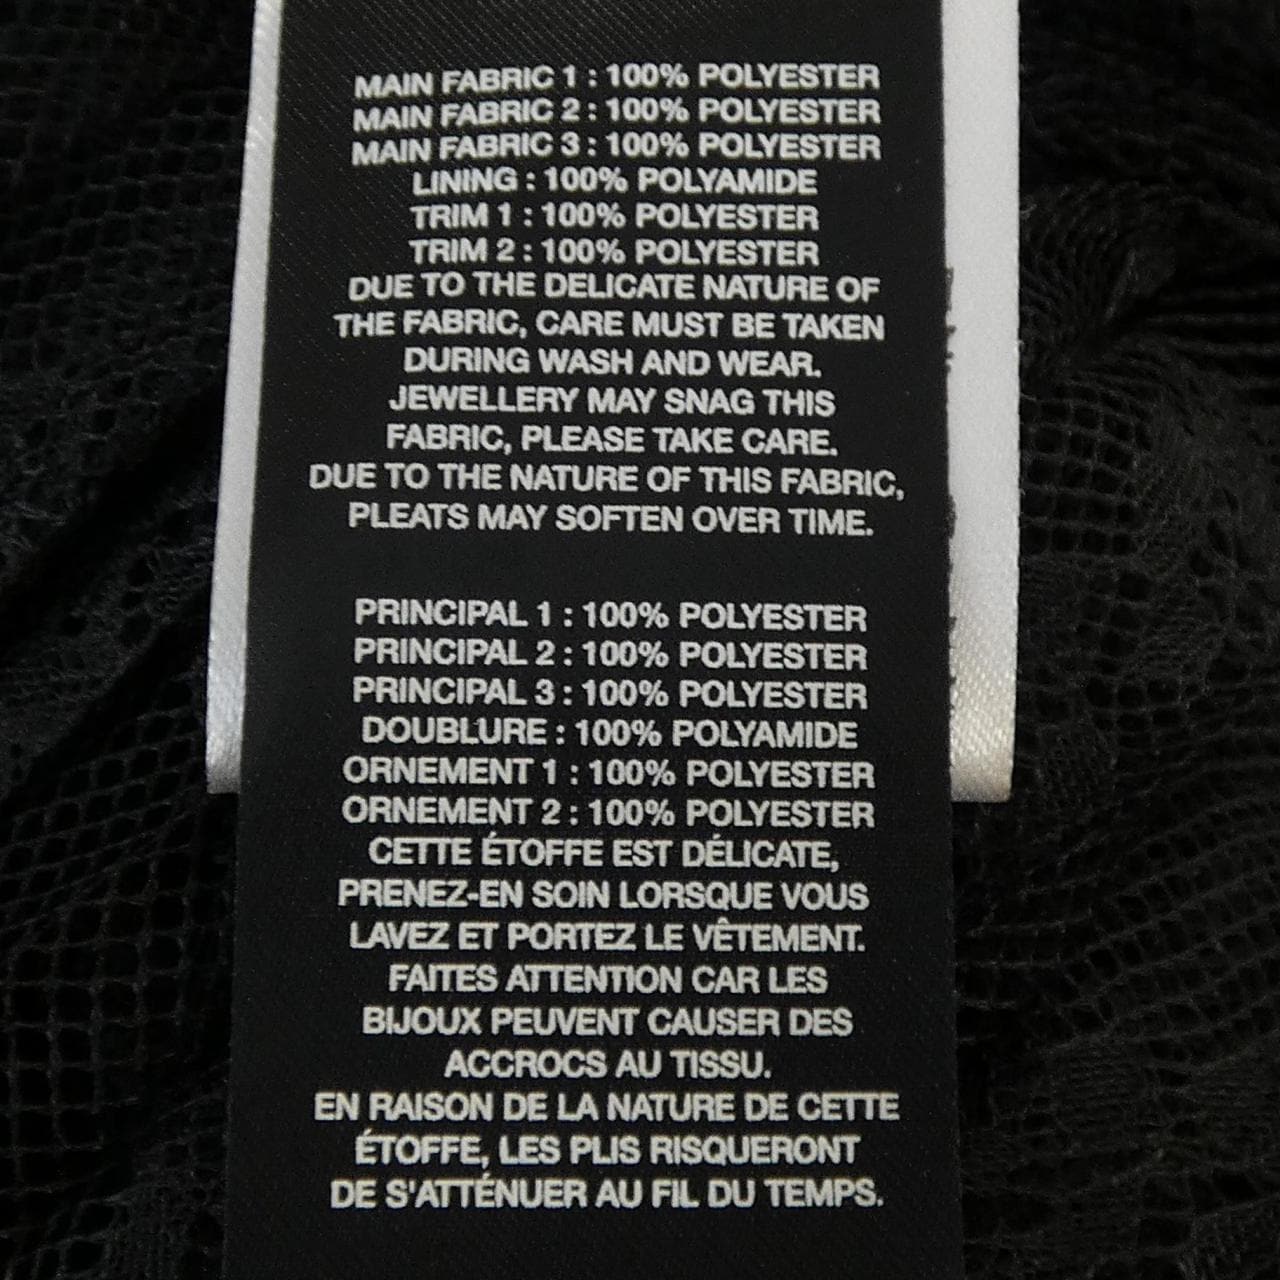 MAIN FABRIC 1 : 100% POLYESTER
MAIN FABRIC 2 : 100% POLYESTER
MAIN FABRIC 3 : 100% POLYESTER
LINING : 100% POLYAMIDE
TRIM 1 : 100% POLYESTER
TRIM 2 : 100% POLYESTER
DUE TO THE DELICATE NATURE OF
THE FABRIC, CARE MUST BE TAKEN
DURING WASH AND WEAR.
JEWELLERY MAY SNAG THIS
FABRIC, PLEASE TAKE CARE.
DUE TO THE NATURE OF THIS FABRIC,
PLEATS MAY SOFTEN OVER TIME.
PRINCIPAL 1 : 100% POLYESTER
PRINCIPAL 2 : 100% POLYESTER
PRINCIPAL 3 : 100% POLYESTER
DOUBLURE : 100% POLYAMIDE
ORNEMENT 1 : 100% POLYESTER
ORNEMENT 2 : 100% POLYESTER
CETTE ÉTOFFE EST DÉLICATE,
PRENEZ-EN SOIN LORSQUE VOUS
LAVEZ ET PORTEZ LE VÊTEMENT.
FAITES ATTENTION CAR LES
BIJOUX PEUVENT CAUSER DES
ACCROCS AU TISSU.
EN RAISON DE LA NATURE DE CETTE
ÉTOFFE, LES PLIS RISQUERONT
DE S'ATTÉNUER AU FIL DU TEMPS.